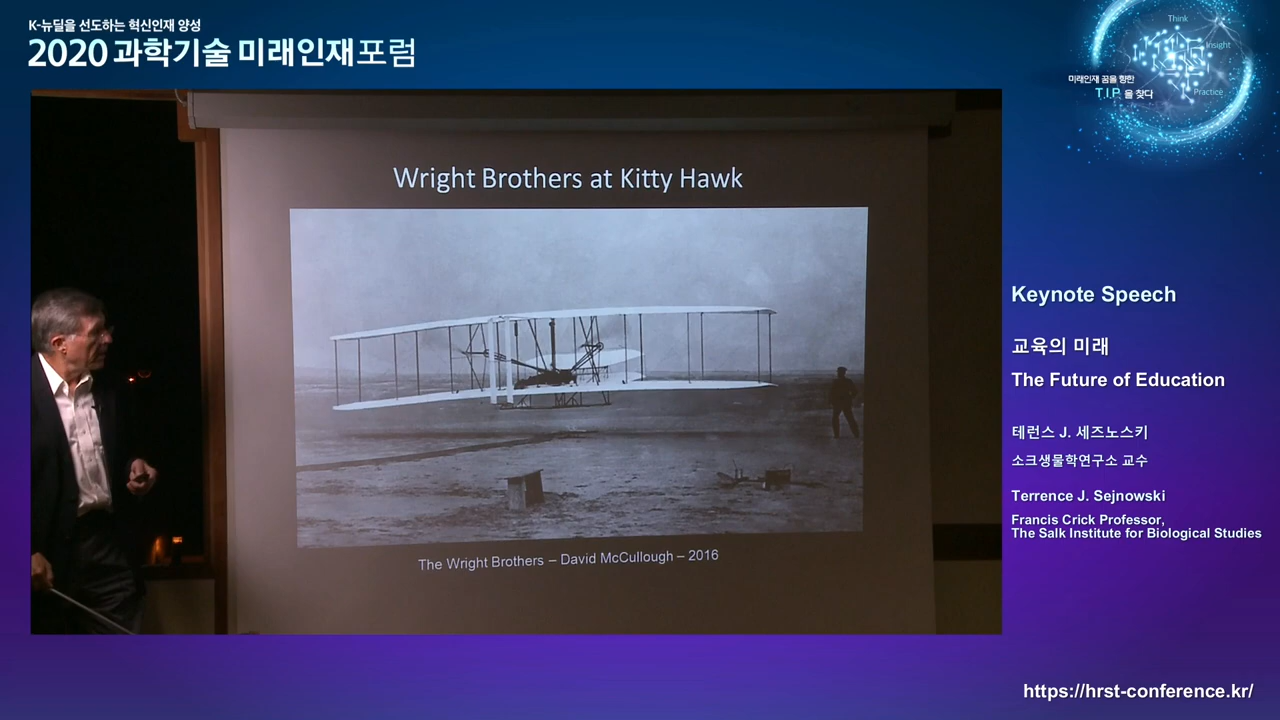 K-뉴딜을 선도하는 혁신인재 양성
2020 과학기술 미래인재포럼
Think
Insight
미래인재 꿈을 향한
T.I.P 을 찾다
Practice
Wright Brothers at Kitty Hawk
The Wright Brothers – David McCullough – 2016
Keynote Speech
교육의 미래
The Future of Education
테런스 J. 세즈노스키
소크생물학연구소 교수
Terrence J. Sejnowski
Francis Crick Professor,
The Salk Institute for Biological Studies
https://hrst-conference.kr/